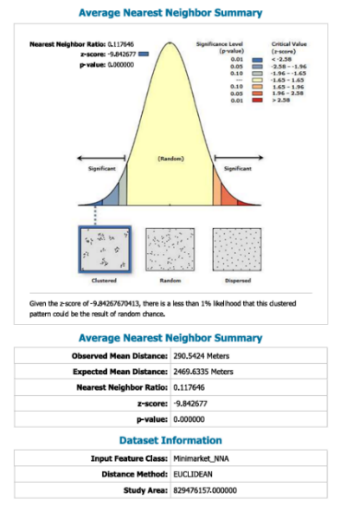 Average Nearest Neighbor Summary
Nearest Neighbor Ratio: 0.117646
z-score: -9.842677
p-value: 0.000000
Significance Level
(p-value)
Critical Value
(z-score)
0.01 < -2.58
0.05 -2.58 - -1.96
0.10 -1.96 - -1.65
--- -1.65 - 1.65
0.10 1.65 - 1.96
0.05 1.96 - 2.58
0.01 > 2.58
(Random)
Significant
Significant
Clustered
Random
Dispersed
Given the z-score of -9.84267670413, there is a less than 1% likelihood that this clustered
pattern could be the result of random chance.
Average Nearest Neighbor Summary
Observed Mean Distance: 290.5424 Meters
Expected Mean Distance: 2469.6335 Meters
Nearest Neighbor Ratio: 0.117646
z-score: -9.842677
p-value: 0.000000
Dataset Information
Input Feature Class: Minimarket_NNA
Distance Method: EUCLIDEAN
Study Area: 829476157.000000